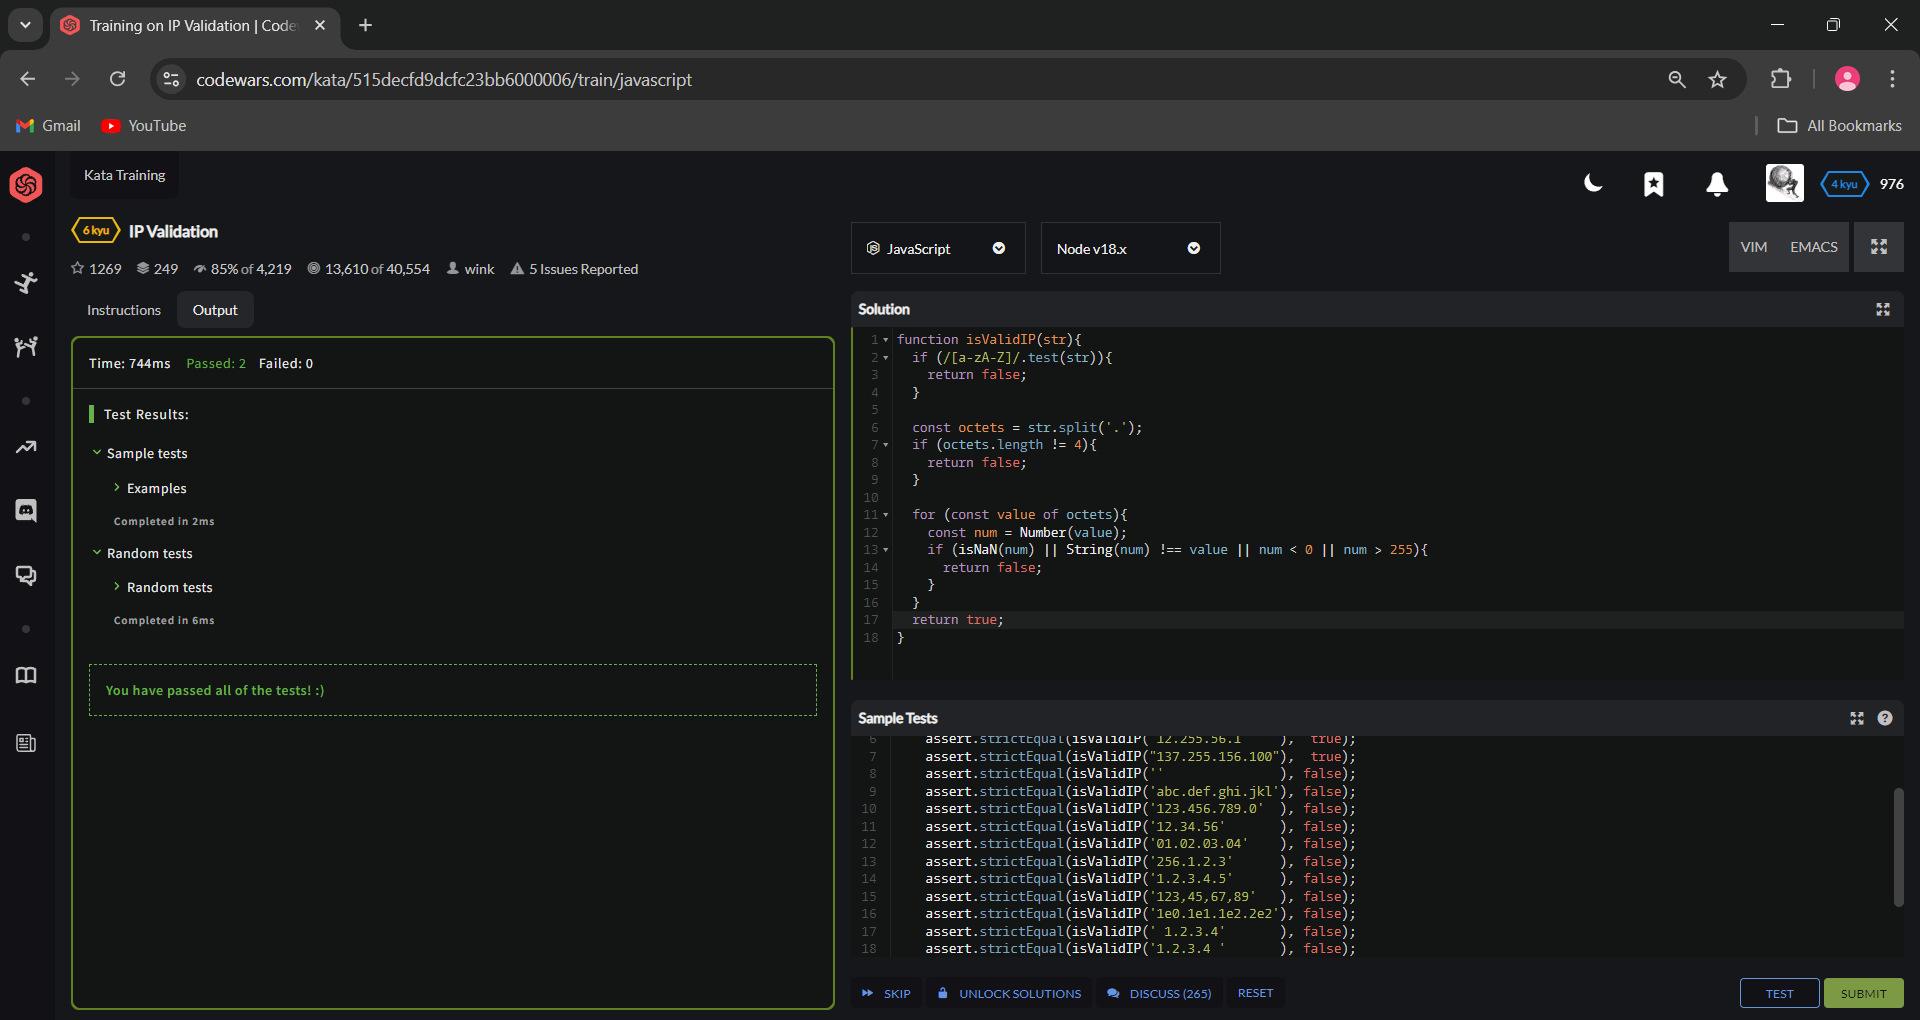 Training on IP Validation | Code
codewars.com/kata/515decfd9dcfc23bb6000006/train/javascript
Gmail
YouTube
All Bookmarks
Kata Training
4 kyu
976
6 kyu
IP Validation
1269
249
85% of 4,219
13,610 of 40,554
wink
5 Issues Reported
Instructions
Output
Time: 744ms Passed: 2 Failed: 0
Test Results:
Sample tests
Examples
Completed in 2ms
Random tests
Random tests
Completed in 6ms
You have passed all of the tests! :)
JavaScript
Node v18.x
VIM
EMACS
Solution
1 function isValidIP(str){
2 if (/[a-zA-Z]/.test(str)){
3 return false;
4 }
5
6 const octets = str.split('.');
7 if (octets.length != 4){
8 return false;
9 }
10
11 for (const value of octets){
12 const num = Number(value);
13 if (isNaN(num) || String(num) !== value || num < 0 || num > 255){
14 return false;
15 }
16 }
17 return true;
18 }
Sample Tests
6 assert.strictEqual(isValidIP( 12.255.56.1 ), true);
7 assert.strictEqual(isValidIP("137.255.156.100"), true);
8 assert.strictEqual(isValidIP('' ), false);
9 assert.strictEqual(isValidIP('abc.def.ghi.jkl'), false);
10 assert.strictEqual(isValidIP('123.456.789.0' ), false);
11 assert.strictEqual(isValidIP('12.34.56' ), false);
12 assert.strictEqual(isValidIP('01.02.03.04' ), false);
13 assert.strictEqual(isValidIP('256.1.2.3' ), false);
14 assert.strictEqual(isValidIP('1.2.3.4.5' ), false);
15 assert.strictEqual(isValidIP('123,45,67,89' ), false);
16 assert.strictEqual(isValidIP('1e0.1e1.1e2.2e2'), false);
17 assert.strictEqual(isValidIP(' 1.2.3.4' ), false);
18 assert.strictEqual(isValidIP('1.2.3.4 ' ), false);
SKIP
UNLOCK SOLUTIONS
DISCUSS (265)
RESET
TEST
SUBMIT